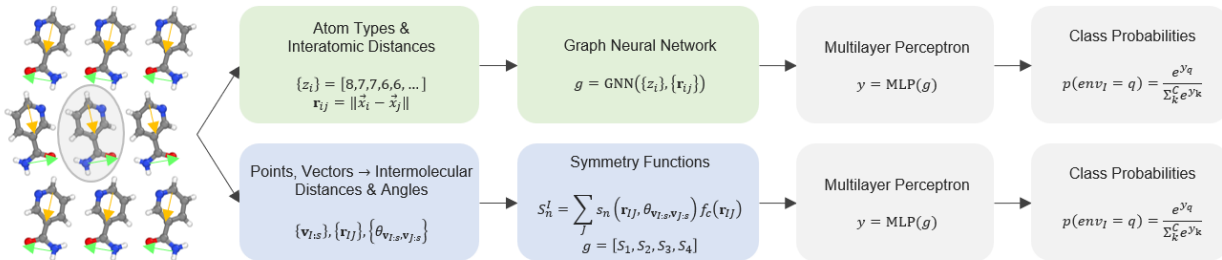 Atom Types &
Interatomic Distances
{z_i} = [8,7,7,6,6, …]
𝐫_ij = ‖x⃗_i − x⃗_j‖
Graph Neural Network
g = GNN({z_i}, {𝐫_ij})
Multilayer Perceptron
y = MLP(g)
Class Probabilities
p(env_I = q) = e^{y_q} / Σ_k^C e^{y_𝐤}
Points, Vectors → Intermolecular
Distances & Angles
{𝐯_{I:s}}, {𝐫_IJ}, {θ_{𝐯_{I:s},𝐯_{J:s}}}
Symmetry Functions
S_n^I = ∑_J s_n (𝐫_IJ, θ_{𝐯_{I:s},𝐯_{J:s}}) f_c(𝐫_IJ)
g = [S_1, S_2, S_3, S_4]
Multilayer Perceptron
y = MLP(g)
Class Probabilities
p(env_I = q) = e^{y_q} / Σ_k^C e^{y_𝐤}